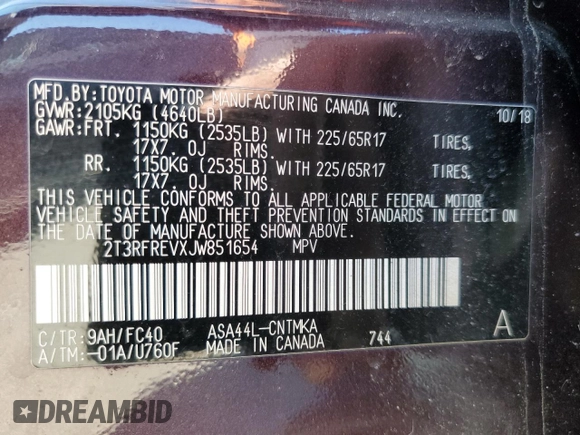 MFD.BY:TOYOTA MOTOR MANUFACTURING CANADA INC.
GVWR:2105KG (4640LB) 10/18
GAWR:FRT. 1150KG (2535LB) WITH 225/65R17 TIRES,
17X7.0J RIMS.
RR. 1150KG (2535LB) WITH 225/65R17 TIRES,
17X7.0J RIMS.
THIS VEHICLE CONFORMS TO ALL APPLICABLE FEDERAL MOTOR
VEHICLE SAFETY BUMPER, AND THEFT PREVENTION STANDARDS IN EFFECT ON
THE DATE OF MANUFACTURE SHOWN ABOVE.
2T3RFREVXJW851654 MPV
C/TR:9AH/FC40 ASA44L-CNTMKA A
A/TM:-01A/U760F MADE IN CANADA 744
DREAMBID